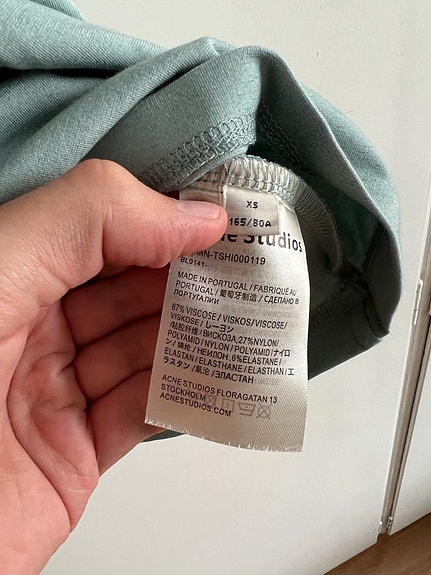 XS
165/80A
ne Studios
MN-TSHI000119
BL0141-
MADE IN PORTUGAL / FABRIQUÉ AU
PORTUGAL / 葡萄牙制造 / СДЕЛАНО В
ПОРТУГАЛИИ
67% VISCOSE / VISKOS/VISCOSE/
VISKOSE / レーヨン /
粘胶纤维 / ВИСКОЗА,27%NYLON/
POLYAMID / NYLON / POLYAMID / ナイロ
ン / 锦纶 / НЕЙЛОН,6%ELASTANE/
ELASTAN / ELASTHANE / ELASTHAN / エ
ラスタン / 氨纶 / ЭЛАСТАН
ACNE STUDIOS FLORAGATAN 13
STOCKHOLM
ACNESTUDIOS.COM